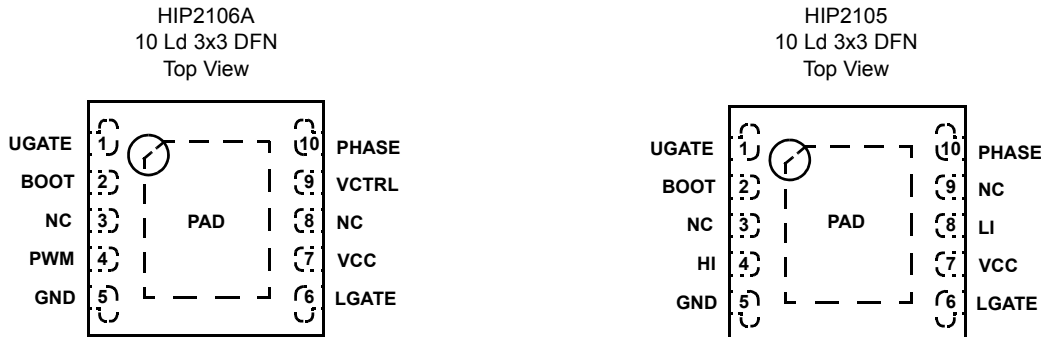 HIP2106A
10 Ld 3x3 DFN
Top View
UGATE 1 10 PHASE
BOOT 2 9 VCTRL
NC 3 PAD 8 NC
PWM 4 7 VCC
GND 5 6 LGATE
HIP2105
10 Ld 3x3 DFN
Top View
UGATE 1 10 PHASE
BOOT 2 9 NC
NC 3 PAD 8 LI
HI 4 7 VCC
GND 5 6 LGATE